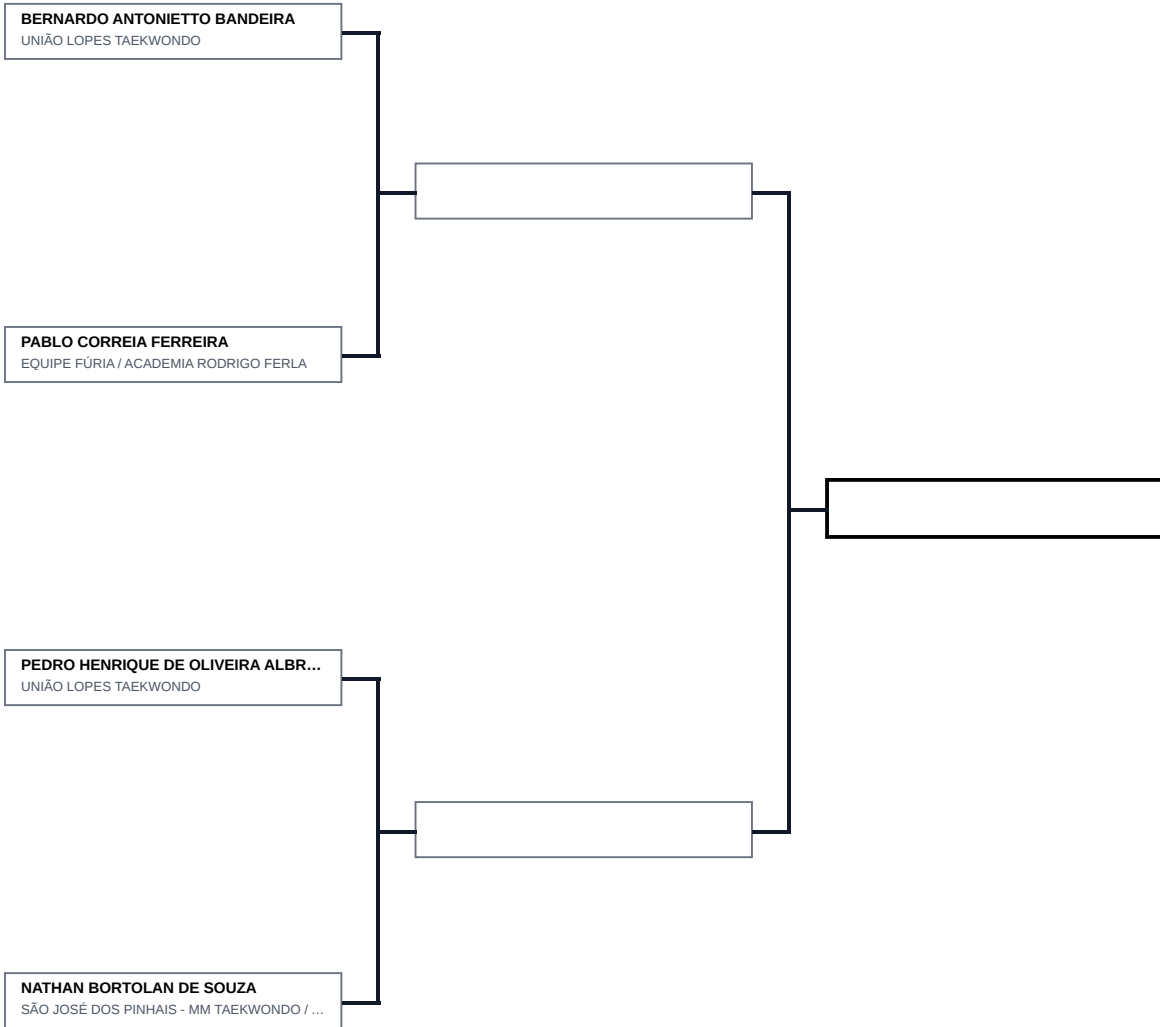 BERNARDO ANTONIETTO BANDEIRA
UNIÃO LOPES TAEKWONDO
PABLO CORREIA FERREIRA
EQUIPE FÚRIA / ACADEMIA RODRIGO FERLA
PEDRO HENRIQUE DE OLIVEIRA ALBR...
UNIÃO LOPES TAEKWONDO
NATHAN BORTOLAN DE SOUZA
SÃO JOSÉ DOS PINHAIS - MM TAEKWONDO / ...